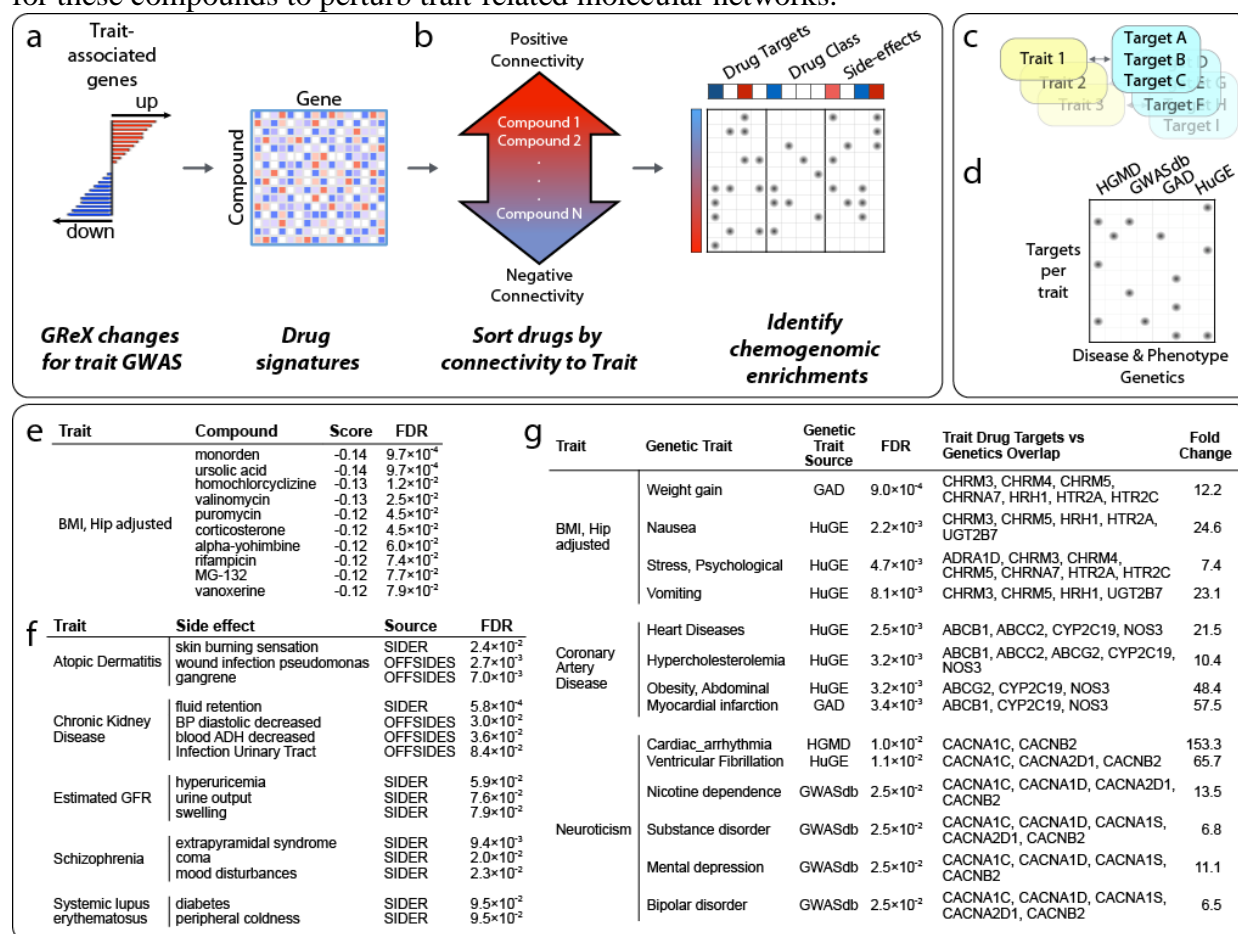 for these compounds to perturb trait-related molecular networks.
a
Trait-
associated
genes
up
down
GReX changes
for trait GWAS
Gene
Compound
Drug
signatures
b
Positive
Connectivity
Compound 1
Compound 2
.
.
.
Compound N
Negative
Connectivity
Sort drugs by
connectivity to Trait
Drug Targets
Drug Class
Side-effects
Identify
chemogenomic
enrichments
c
Trait 1
Trait 2
Trait 3
Target A
Target B
Target C
Target F
Target I
d
HGMD
GWASdb
GAD
HuGE
Targets
per
trait
Disease & Phenotype
Genetics
e
Trait Compound Score FDR
BMI, Hip adjusted
monorden -0.14 9.7×10⁻⁴
ursolic acid -0.14 9.7×10⁻⁴
homochlorcyclizine -0.13 1.2×10⁻²
valinomycin -0.13 2.5×10⁻²
puromycin -0.12 4.5×10⁻²
corticosterone -0.12 4.5×10⁻²
alpha-yohimbine -0.12 6.0×10⁻²
rifampicin -0.12 7.4×10⁻²
MG-132 -0.12 7.7×10⁻²
vanoxerine -0.12 7.9×10⁻²
f
Trait Side effect Source FDR
Atopic Dermatitis
skin burning sensation SIDER 2.4×10⁻²
wound infection pseudomonas OFFSIDES 2.7×10⁻³
gangrene OFFSIDES 7.0×10⁻³
Chronic Kidney
Disease
fluid retention SIDER 5.8×10⁻⁴
BP diastolic decreased OFFSIDES 3.0×10⁻²
blood ADH decreased OFFSIDES 3.6×10⁻²
Infection Urinary Tract OFFSIDES 8.4×10⁻²
Estimated GFR
hyperuricemia SIDER 5.9×10⁻²
urine output SIDER 7.6×10⁻²
swelling SIDER 7.9×10⁻²
Schizophrenia
extrapyramidal syndrome SIDER 9.4×10⁻³
coma SIDER 2.0×10⁻²
mood disturbances SIDER 2.3×10⁻²
Systemic lupus
erythematosus
diabetes SIDER 9.5×10⁻²
peripheral coldness SIDER 9.5×10⁻²
g
Trait Genetic Trait Genetic Trait Source FDR Trait Drug Targets vs Genetics Overlap Fold Change
BMI, Hip
adjusted
Weight gain GAD 9.0×10⁻⁴ CHRM3, CHRM4, CHRM5,
CHRNA7, HRH1, HTR2A, HTR2C 12.2
Nausea HuGE 2.2×10⁻³ CHRM3, CHRM5, HRH1, HTR2A,
UGT2B7 24.6
Stress, Psychological HuGE 4.7×10⁻³ ADRA1D, CHRM3, CHRM4,
CHRM5, CHRNA7, HTR2A, HTR2C 7.4
Vomiting HuGE 8.1×10⁻³ CHRM3, CHRM5, HRH1, UGT2B7 23.1
Coronary
Artery
Disease
Heart Diseases HuGE 2.5×10⁻³ ABCB1, ABCC2, CYP2C19, NOS3 21.5
Hypercholesterolemia HuGE 3.2×10⁻³ ABCB1, ABCC2, ABCG2, CYP2C19,
NOS3 10.4
Obesity, Abdominal HuGE 3.2×10⁻³ ABCG2, CYP2C19, NOS3 48.4
Myocardial infarction GAD 3.4×10⁻³ ABCB1, CYP2C19, NOS3 57.5
Neuroticism
Cardiac_arrhythmia HGMD 1.0×10⁻² CACNA1C, CACNB2 153.3
Ventricular Fibrillation HuGE 1.1×10⁻² CACNA1C, CACNA2D1, CACNB2 65.7
Nicotine dependence GWASdb 2.5×10⁻² CACNA1C, CACNA1D, CACNA2D1,
CACNB2 13.5
Substance disorder GWASdb 2.5×10⁻² CACNA1C, CACNA1D, CACNA1S,
CACNA2D1, CACNB2 6.8
Mental depression GWASdb 2.5×10⁻² CACNA1C, CACNA1D, CACNA1S,
CACNB2 11.1
Bipolar disorder GWASdb 2.5×10⁻² CACNA1C, CACNA1D, CACNA1S,
CACNA2D1, CACNB2 6.5